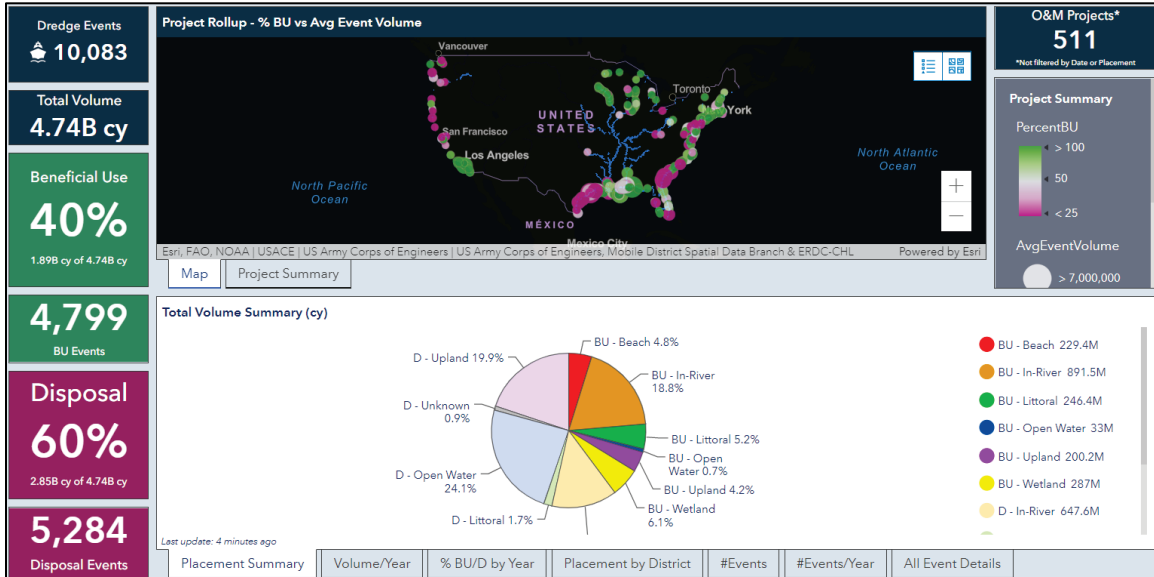 Dredge Events
10,083
Total Volume
4.74B cy
Beneficial Use
40%
1.89B cy of 4.74B cy
4,799
BU Events
Disposal
60%
2.85B cy of 4.74B cy
5,284
Disposal Events
Project Rollup - % BU vs Avg Event Volume
Vancouver
Toronto
UNITED
STATES
New York
San Francisco
Los Angeles
North Pacific
Ocean
North Atlantic
Ocean
MÉXICO
Mexico City
+
−
Esri, FAO, NOAA | USACE | US Army Corps of Engineers | US Army Corps of Engineers, Mobile District Spatial Data Branch & ERDC-CHL
Powered by Esri
Map
Project Summary
O&M Projects*
511
*Not filtered by Date or Placement
Project Summary
PercentBU
> 100
50
< 25
AvgEventVolume
> 7,000,000
Total Volume Summary (cy)
BU - Beach 4.8%
BU - In-River
18.8%
BU - Littoral 5.2%
BU - Open
Water 0.7%
BU - Upland 4.2%
BU - Wetland
6.1%
D - Littoral 1.7%
D - Open Water
24.1%
D - Unknown
0.9%
D - Upland 19.9%
BU - Beach 229.4M
BU - In-River 891.5M
BU - Littoral 246.4M
BU - Open Water 33M
BU - Upland 200.2M
BU - Wetland 287M
D - In-River 647.6M
Last update: 4 minutes ago
Placement Summary
Volume/Year
% BU/D by Year
Placement by District
#Events
#Events/Year
All Event Details